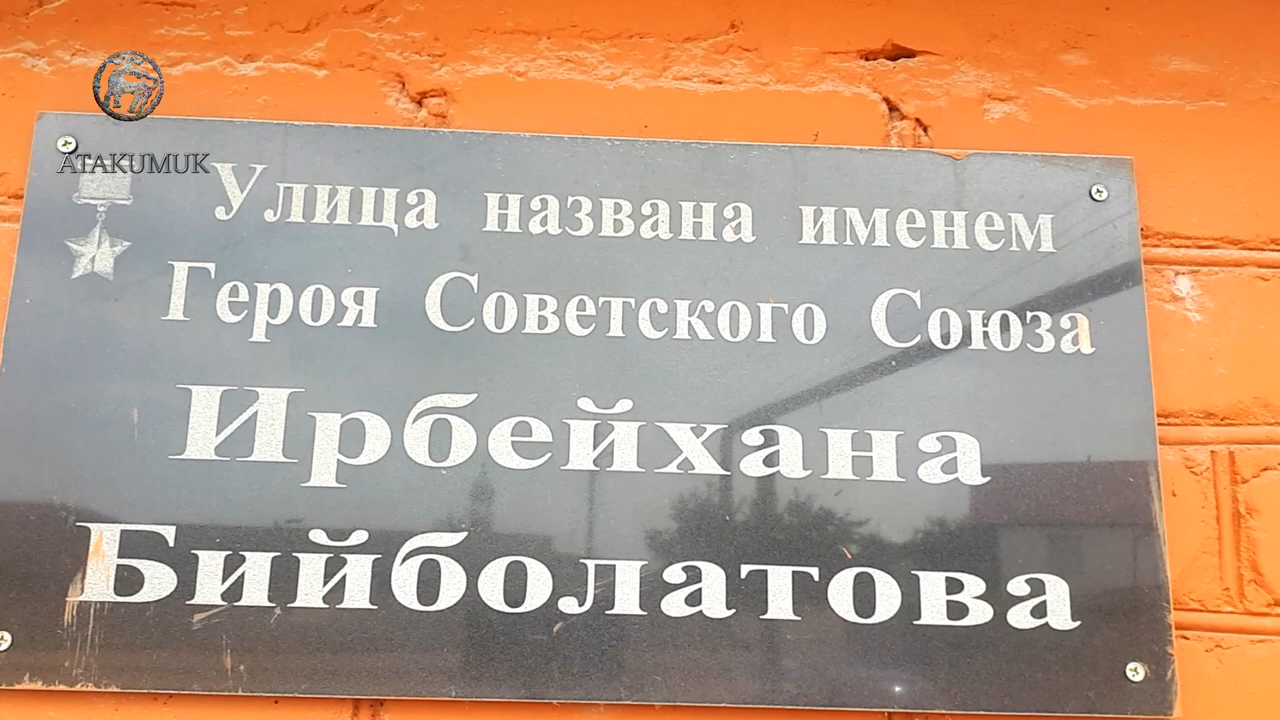 ATAKUMUK
Улица названа именем
Героя Советского Союза
Ирбейхана
Бийболатова